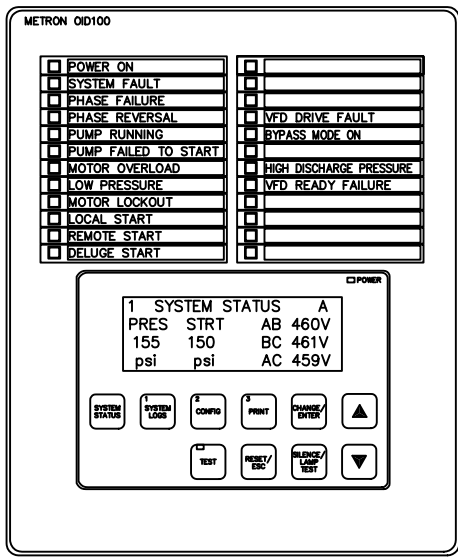 METRON OID100
POWER ON
SYSTEM FAULT
PHASE FAILURE
PHASE REVERSAL
PUMP RUNNING
PUMP FAILED TO START
MOTOR OVERLOAD
LOW PRESSURE
MOTOR LOCKOUT
LOCAL START
REMOTE START
DELUGE START
VFD DRIVE FAULT
BYPASS MODE ON
HIGH DISCHARGE PRESSURE
VFD READY FAILURE
POWER
1 SYSTEM STATUS A
PRES STRT AB 460V
155 150 BC 461V
psi psi AC 459V
SYSTEM
STATUS
1
SYSTEM
LOGS
2
CONFIG
3
PRINT
CHANGE/
ENTER
TEST
RESET/
ESC
SILENCE/
LAMP
TEST